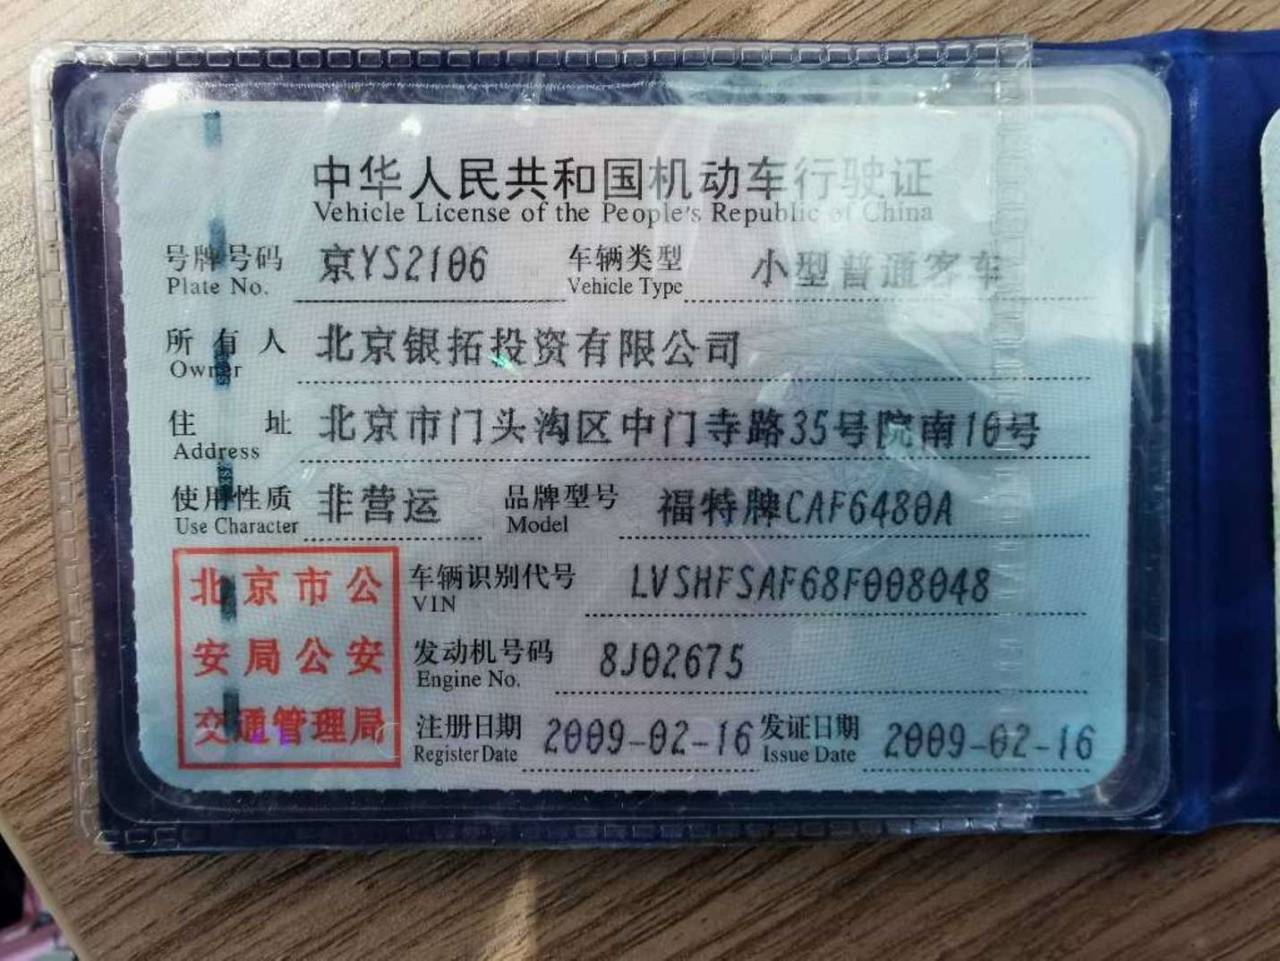 中华人民共和国机动车行驶证
Vehicle License of the People's Republic of China
号牌号码 京YS2106 车辆类型 小型普通客车
Plate No. Vehicle Type
所有人 北京银拓投资有限公司
Owner
住址 北京市门头沟区中门寺路35号院南10号
Address
使用性质 非营运 品牌型号 福特牌CAF6480A
Use Character Model
北京市公
安局公安
交通管理局
车辆识别代号 LVSHFSAF68F008048
VIN
发动机号码 8J02675
Engine No.
注册日期 2009-02-16 发证日期 2009-02-16
Register Date Issue Date